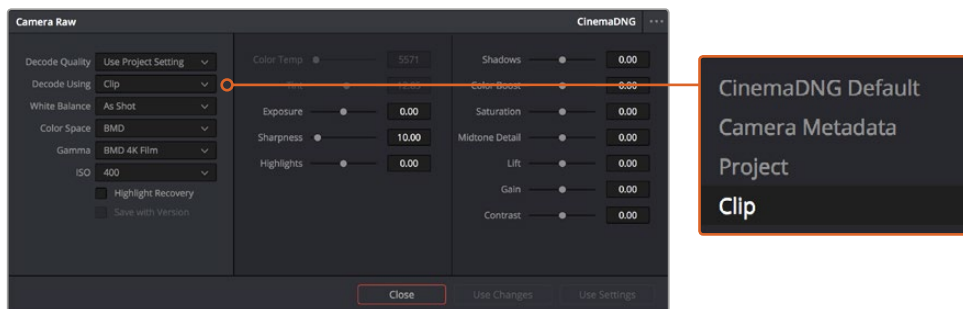 Camera Raw
CinemaDNG
Decode Quality Use Project Setting
Decode Using Clip
White Balance As Shot
Color Space BMD
Gamma BMD 4K Film
ISO 400
Highlight Recovery
Save with Version
Color Temp 5571
Tint
Exposure 0.00
Sharpness 10.00
Highlights 0.00
Shadows 0.00
Color Boost 0.00
Saturation 0.00
Midtone Detail 0.00
Lift 0.00
Gain 0.00
Contrast 0.00
Close
Use Changes
Use Settings
CinemaDNG Default
Camera Metadata
Project
Clip